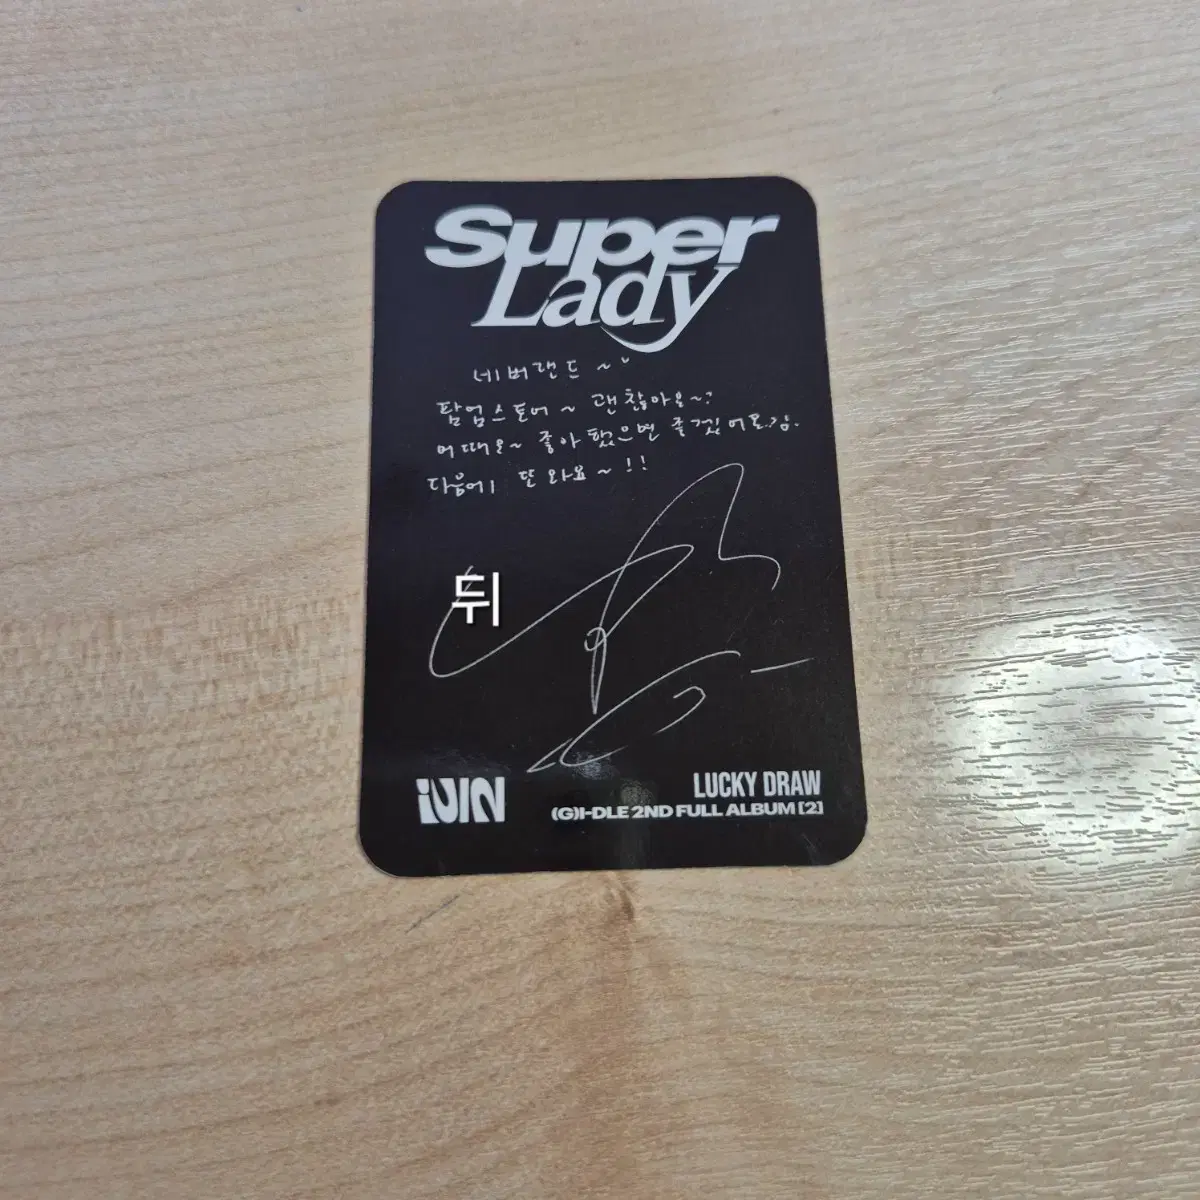 Super
Lady
네버랜드~
팝업스토어~ 괜찮아요~?
어때요~ 좋아했으면 좋겠어요.
다음에 또 와요~!!
뒤
LUCKY DRAW
(G)I-DLE 2ND FULL ALBUM [2]